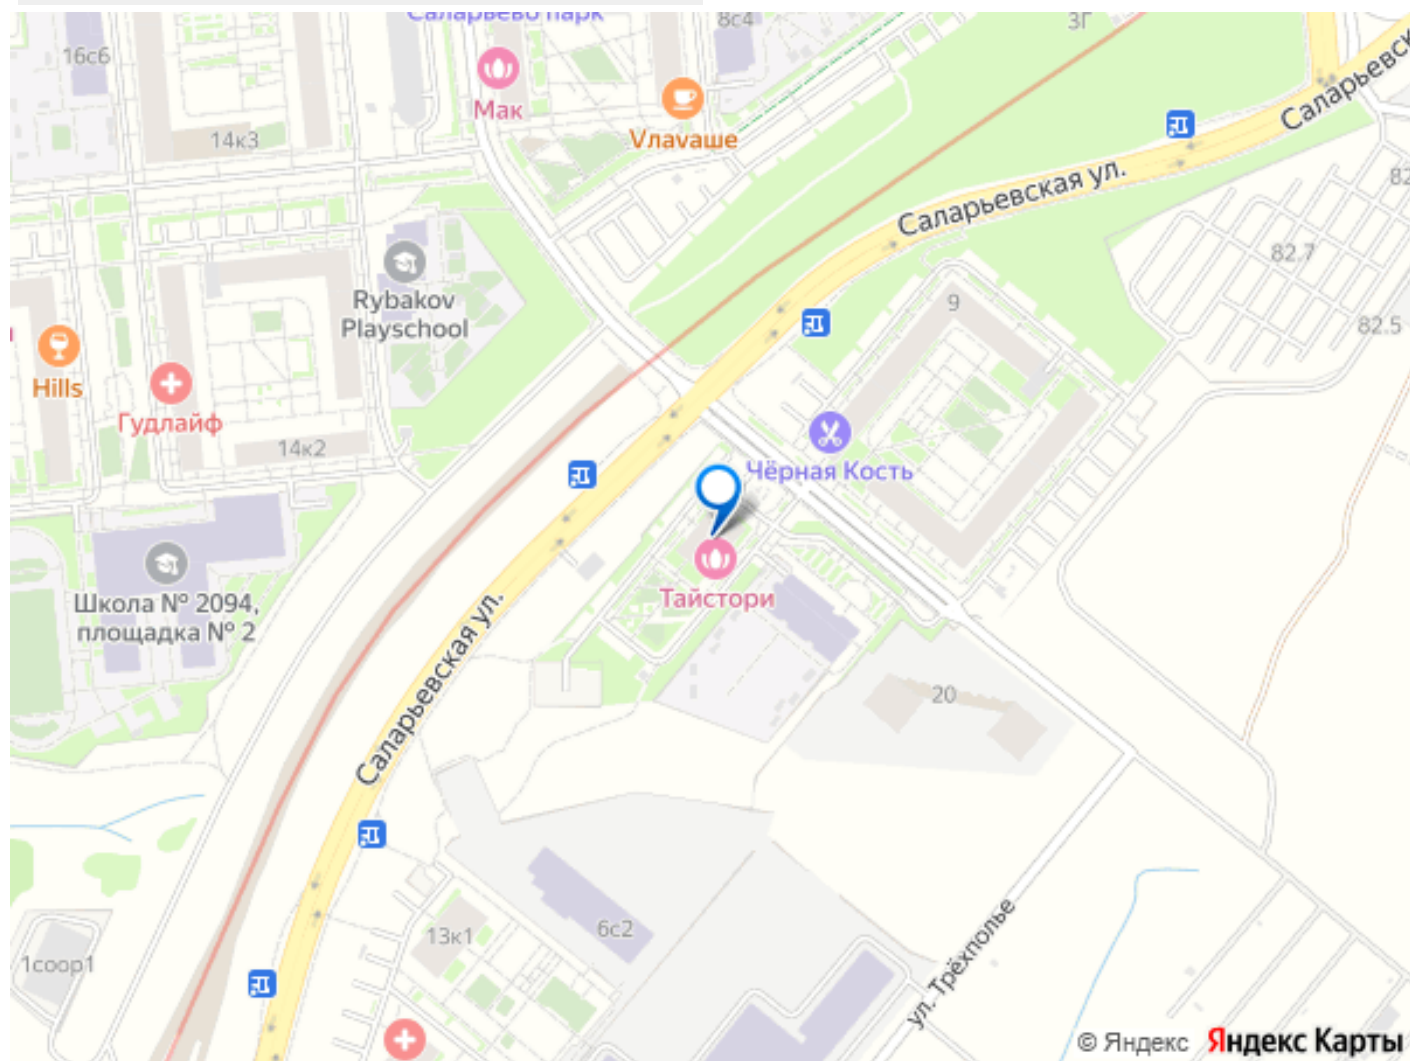 Саларьево парк
8с4
3Г
16с6
Мак
Vлаvаше
14к3
Саларьевск
Саларьевская ул.
82
82.7
82.5
Rybakov
Playschool
9
Hills
Гудлайф
14к2
Чёрная Кость
Тайстори
Школа № 2094,
площадка № 2
Саларьевская ул.
20
6с2
13к1
1соор1
ул. Трёхполье
© Яндекс Яндекс Карты